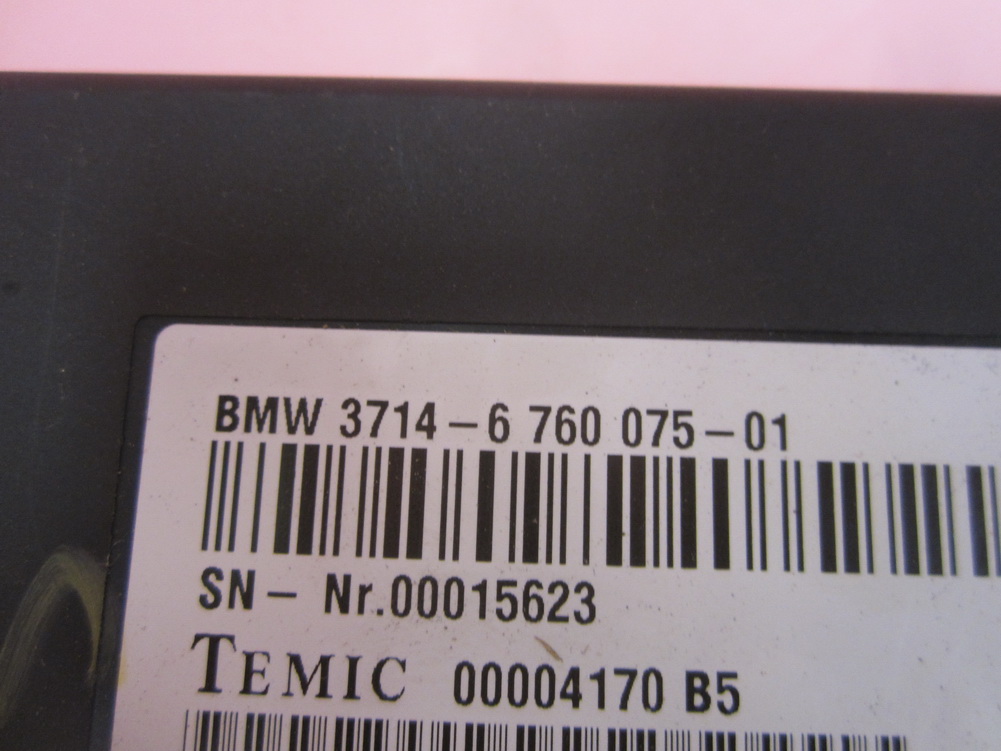 BMW 3714-6 760 075-01
SN- Nr.00015623
TEMIC 00004170 B5